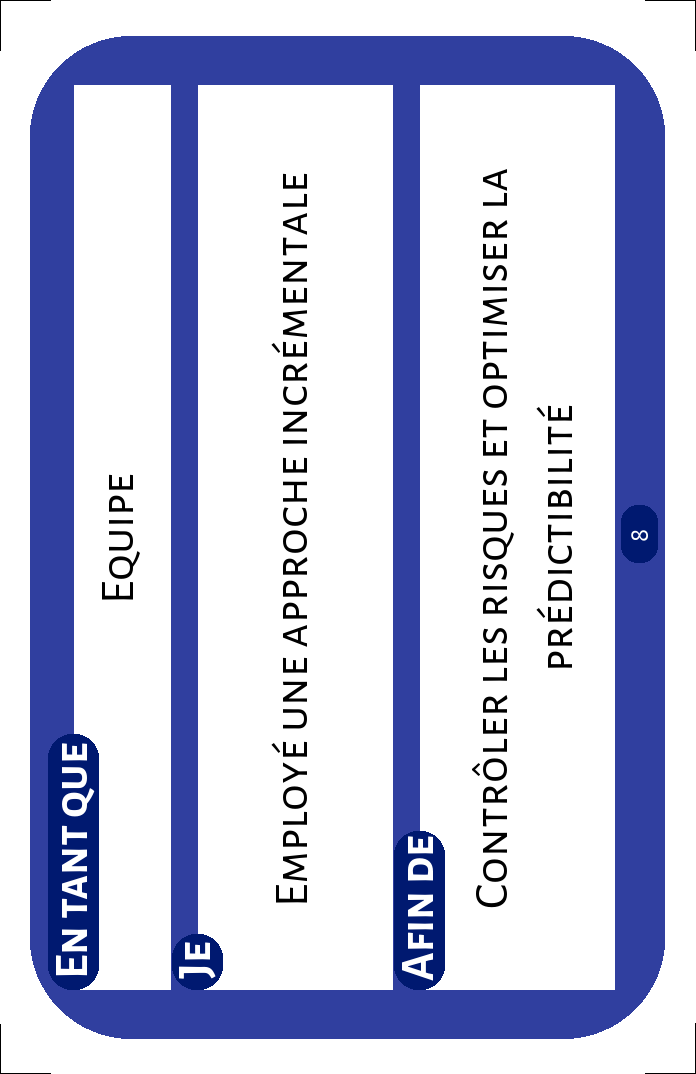 En tant que
Equipe
Je
Employé une approche incrémentale
Afin de
Contrôler les risques et optimiser la
prédictibilité
8